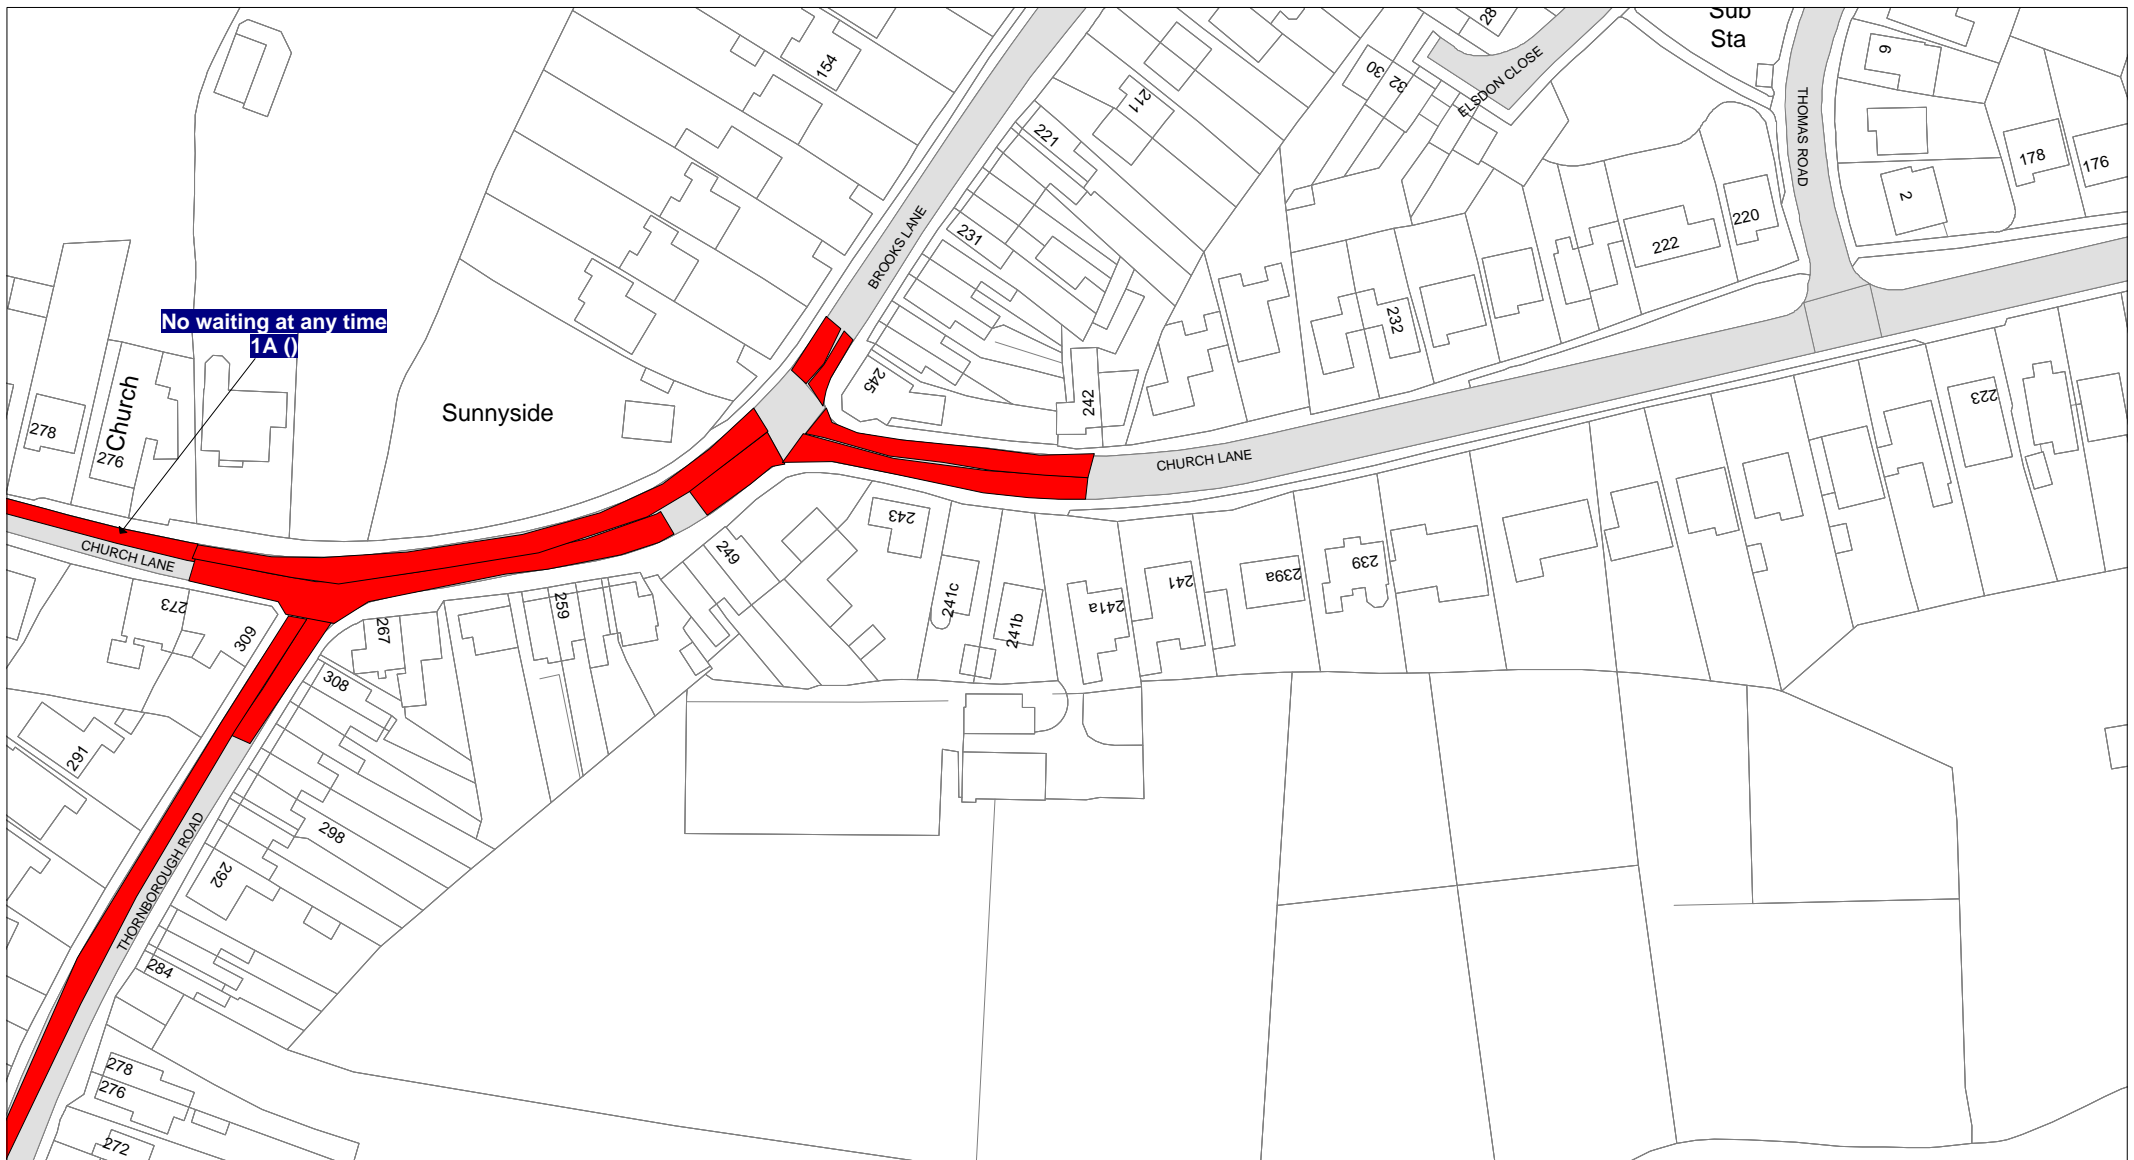 Sub
Sta
154
28
30
32
ELSDON CLOSE
THOMAS ROAD
6
211
221
178
176
2
220
222
BROOKS LANE
231
232
No waiting at any time
1A ()
Church
278
276
Sunnyside
245
242
223
CHURCH LANE
CHURCH LANE
243
249
241c
241b
241a
241
239a
239
273
309
267
259
308
291
298
292
THORNBOROUGH ROAD
284
278
276
272